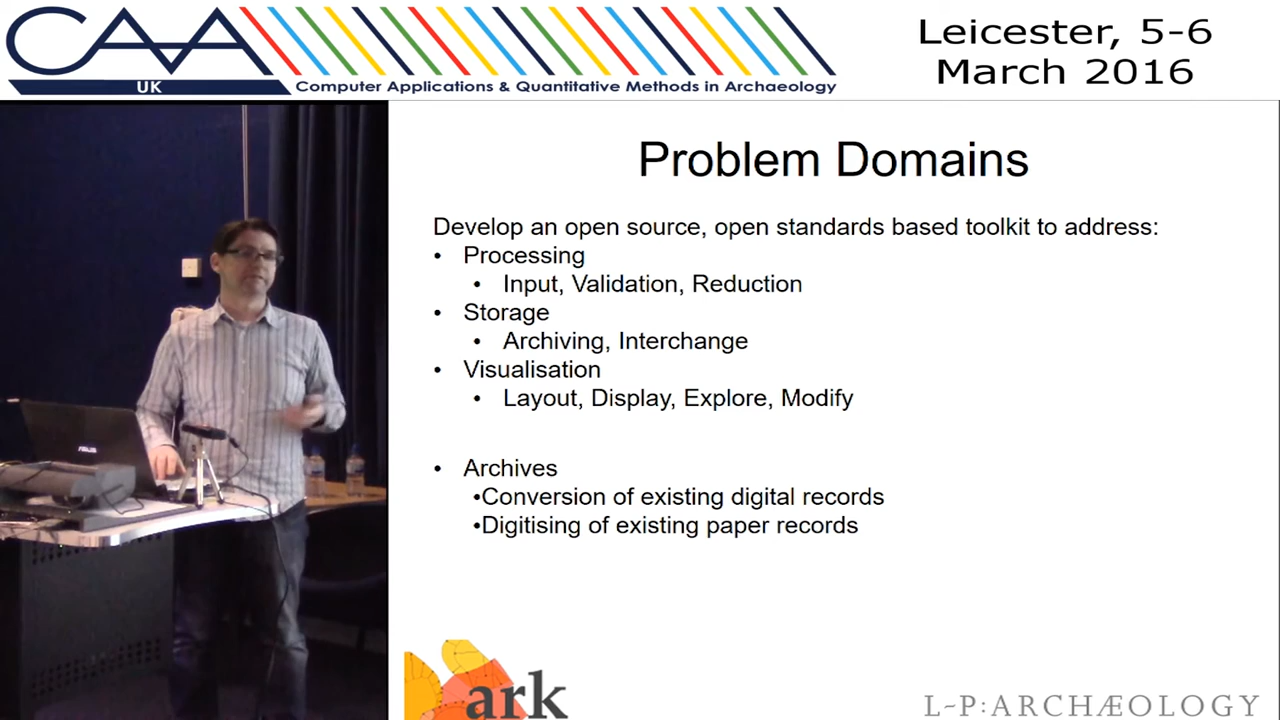 CAA
UK
Computer Applications & Quantitative Methods in Archaeology
Leicester, 5-6
March 2016
Problem Domains
Develop an open source, open standards based toolkit to address:
• Processing
• Input, Validation, Reduction
• Storage
• Archiving, Interchange
• Visualisation
• Layout, Display, Explore, Modify
• Archives
•Conversion of existing digital records
•Digitising of existing paper records
ASUS
ark
L-P:ARCHÆOLOGY